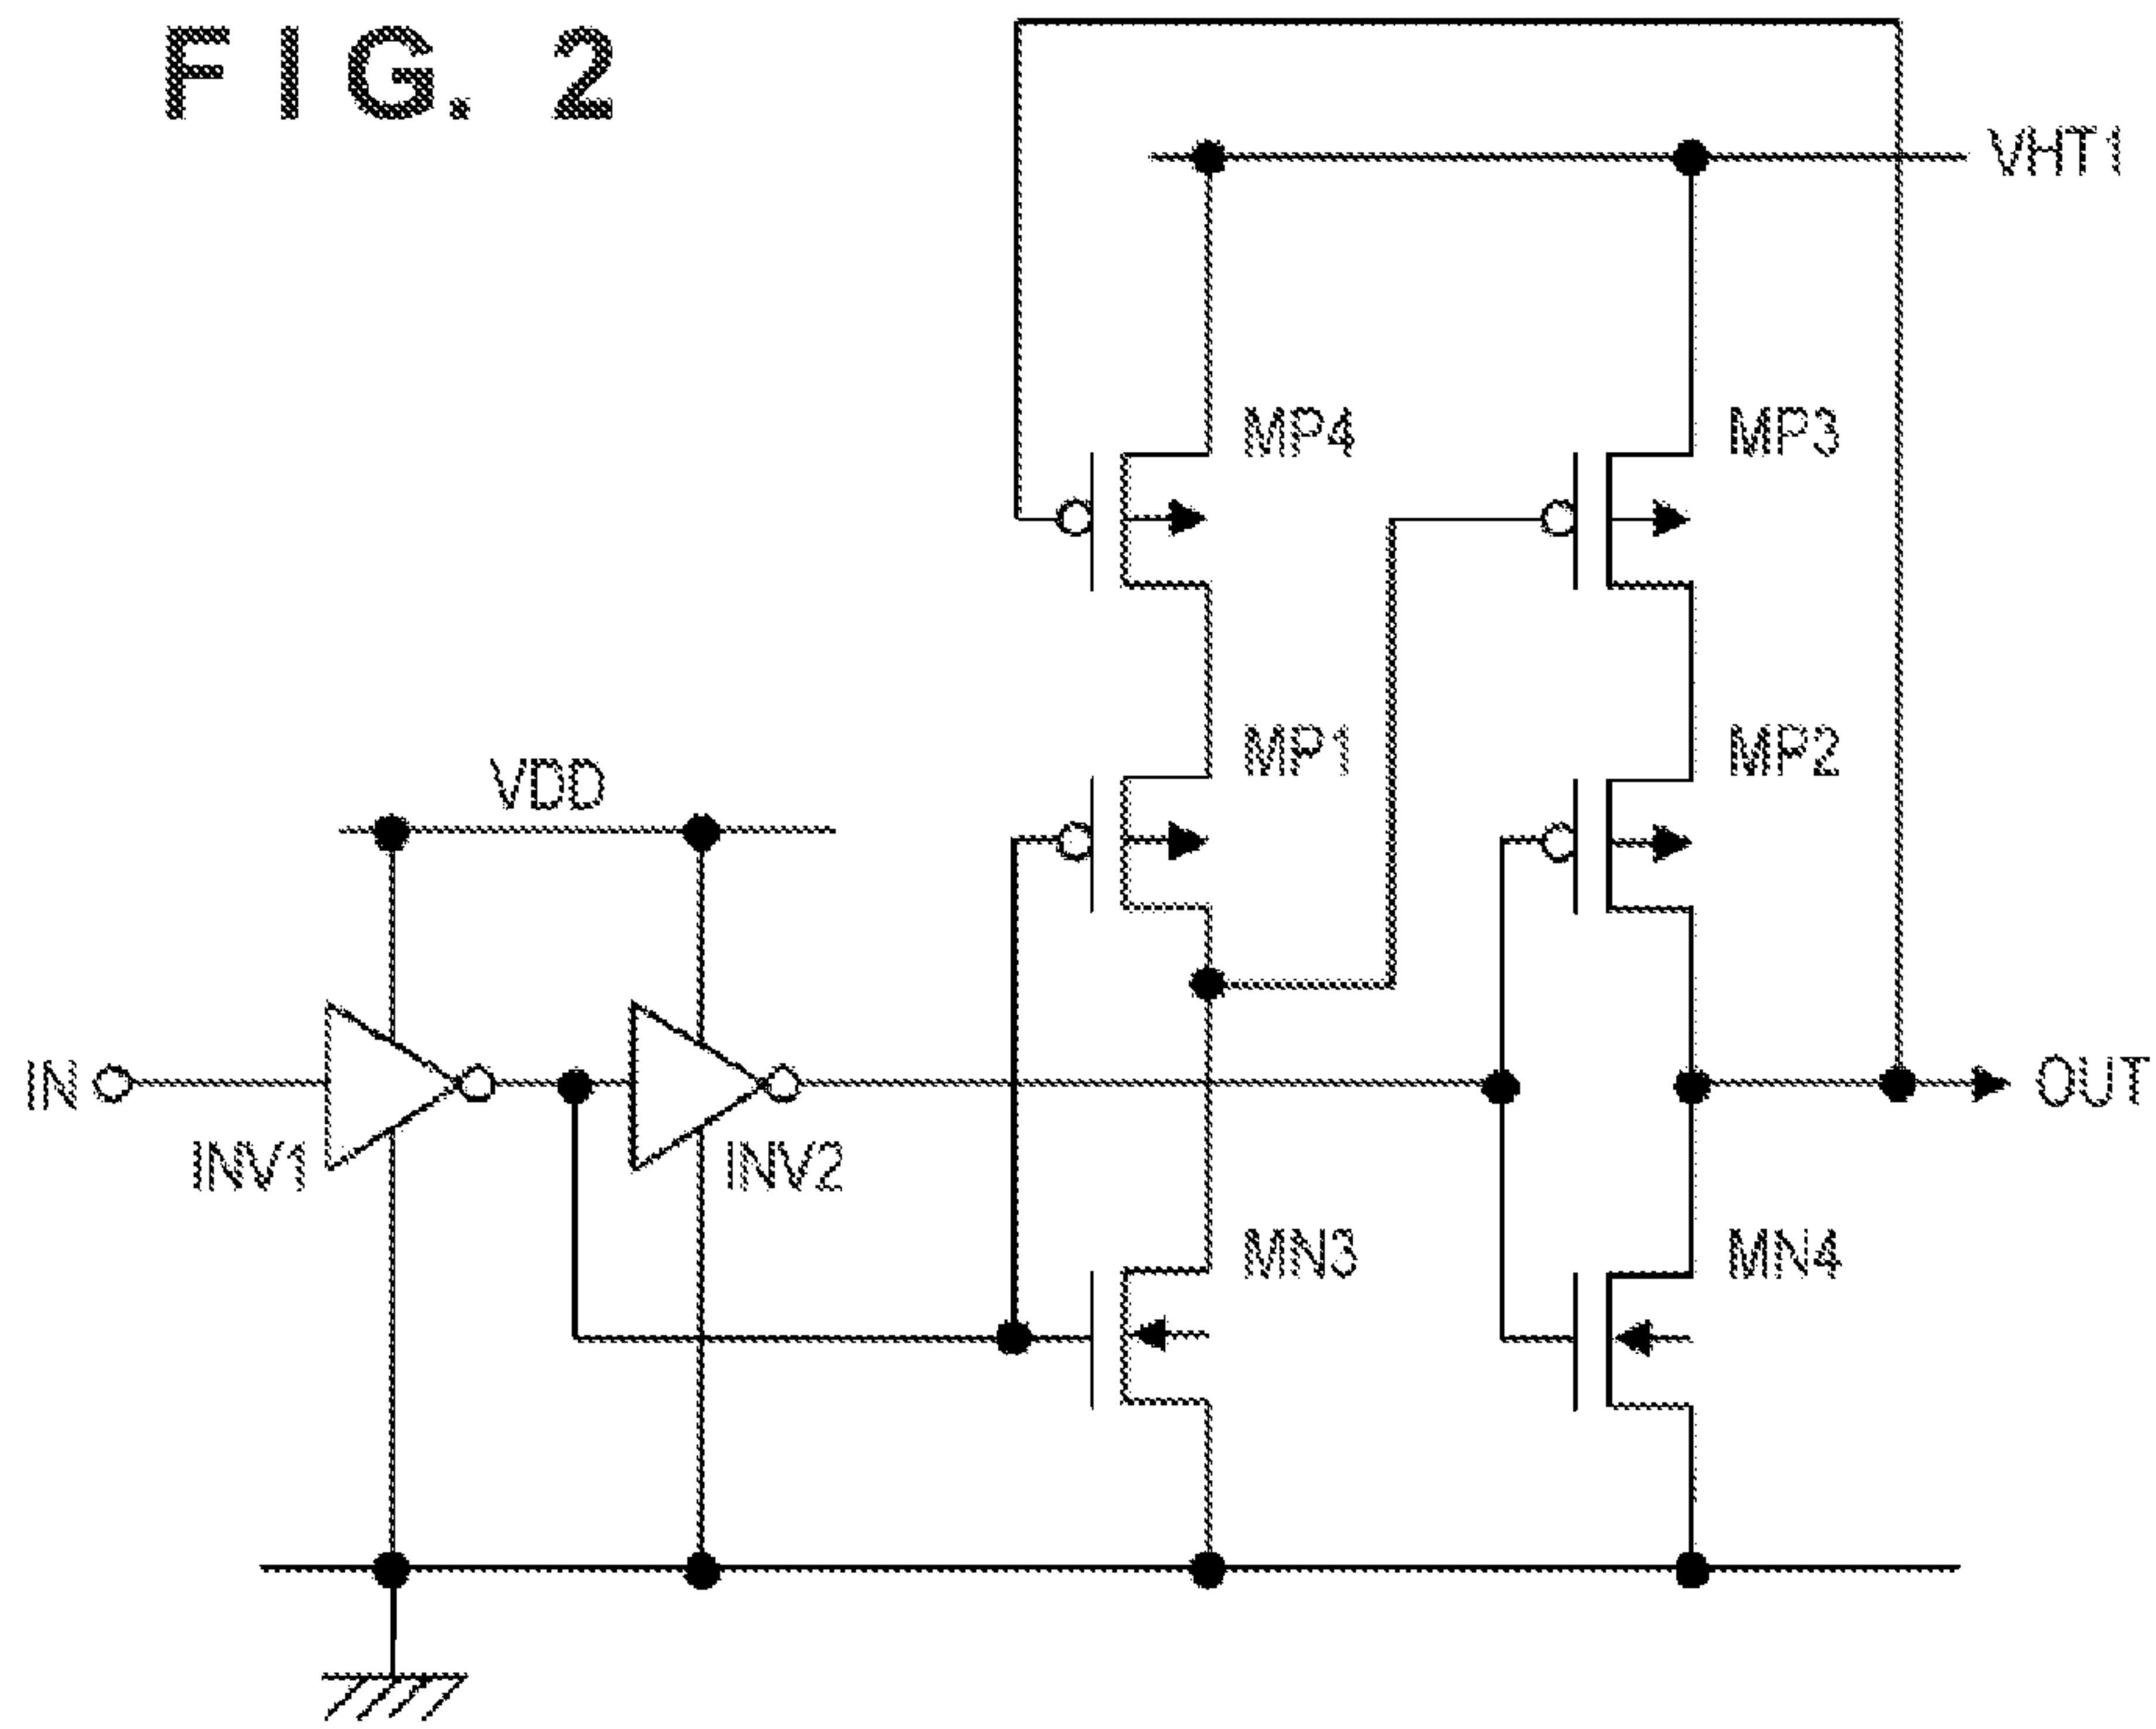 FIG. 2
VHT1
MP4
MP3
MP1
MP2
VDD
IN
OUT
INV1
INV2
MN3
MN4